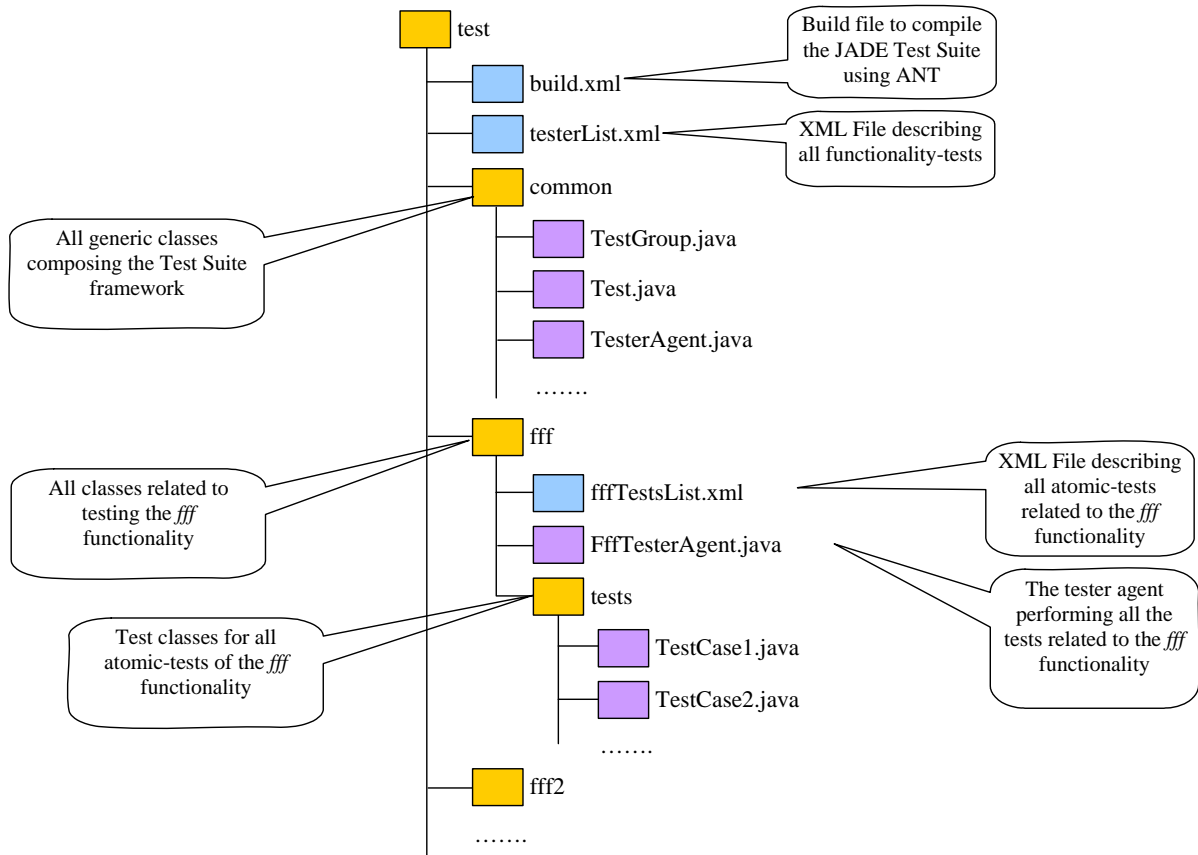 test
Build file to compile
the JADE Test Suite
using ANT
build.xml
testerList.xml
XML File describing
all functionality-tests
common
All generic classes
composing the Test Suite
framework
TestGroup.java
Test.java
TesterAgent.java
…….
fff
All classes related to
testing the fff
functionality
fffTestsList.xml
XML File describing
all atomic-tests
related to the fff
functionality
FffTesterAgent.java
The tester agent
performing all the
tests related to the fff
functionality
tests
Test classes for all
atomic-tests of the fff
functionality
TestCase1.java
TestCase2.java
…….
fff2
…….